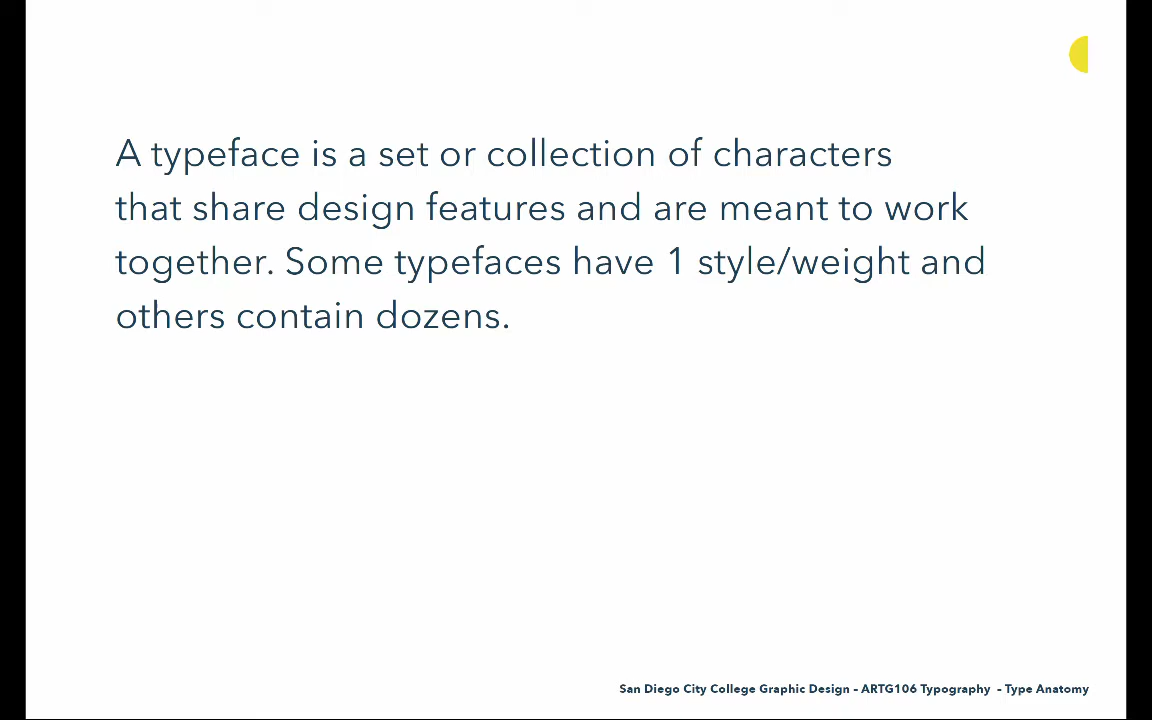 A typeface is a set or collection of characters
that share design features and are meant to work
together. Some typefaces have 1 style/weight and
others contain dozens.
San Diego City College Graphic Design – ARTG106 Typography – Type Anatomy